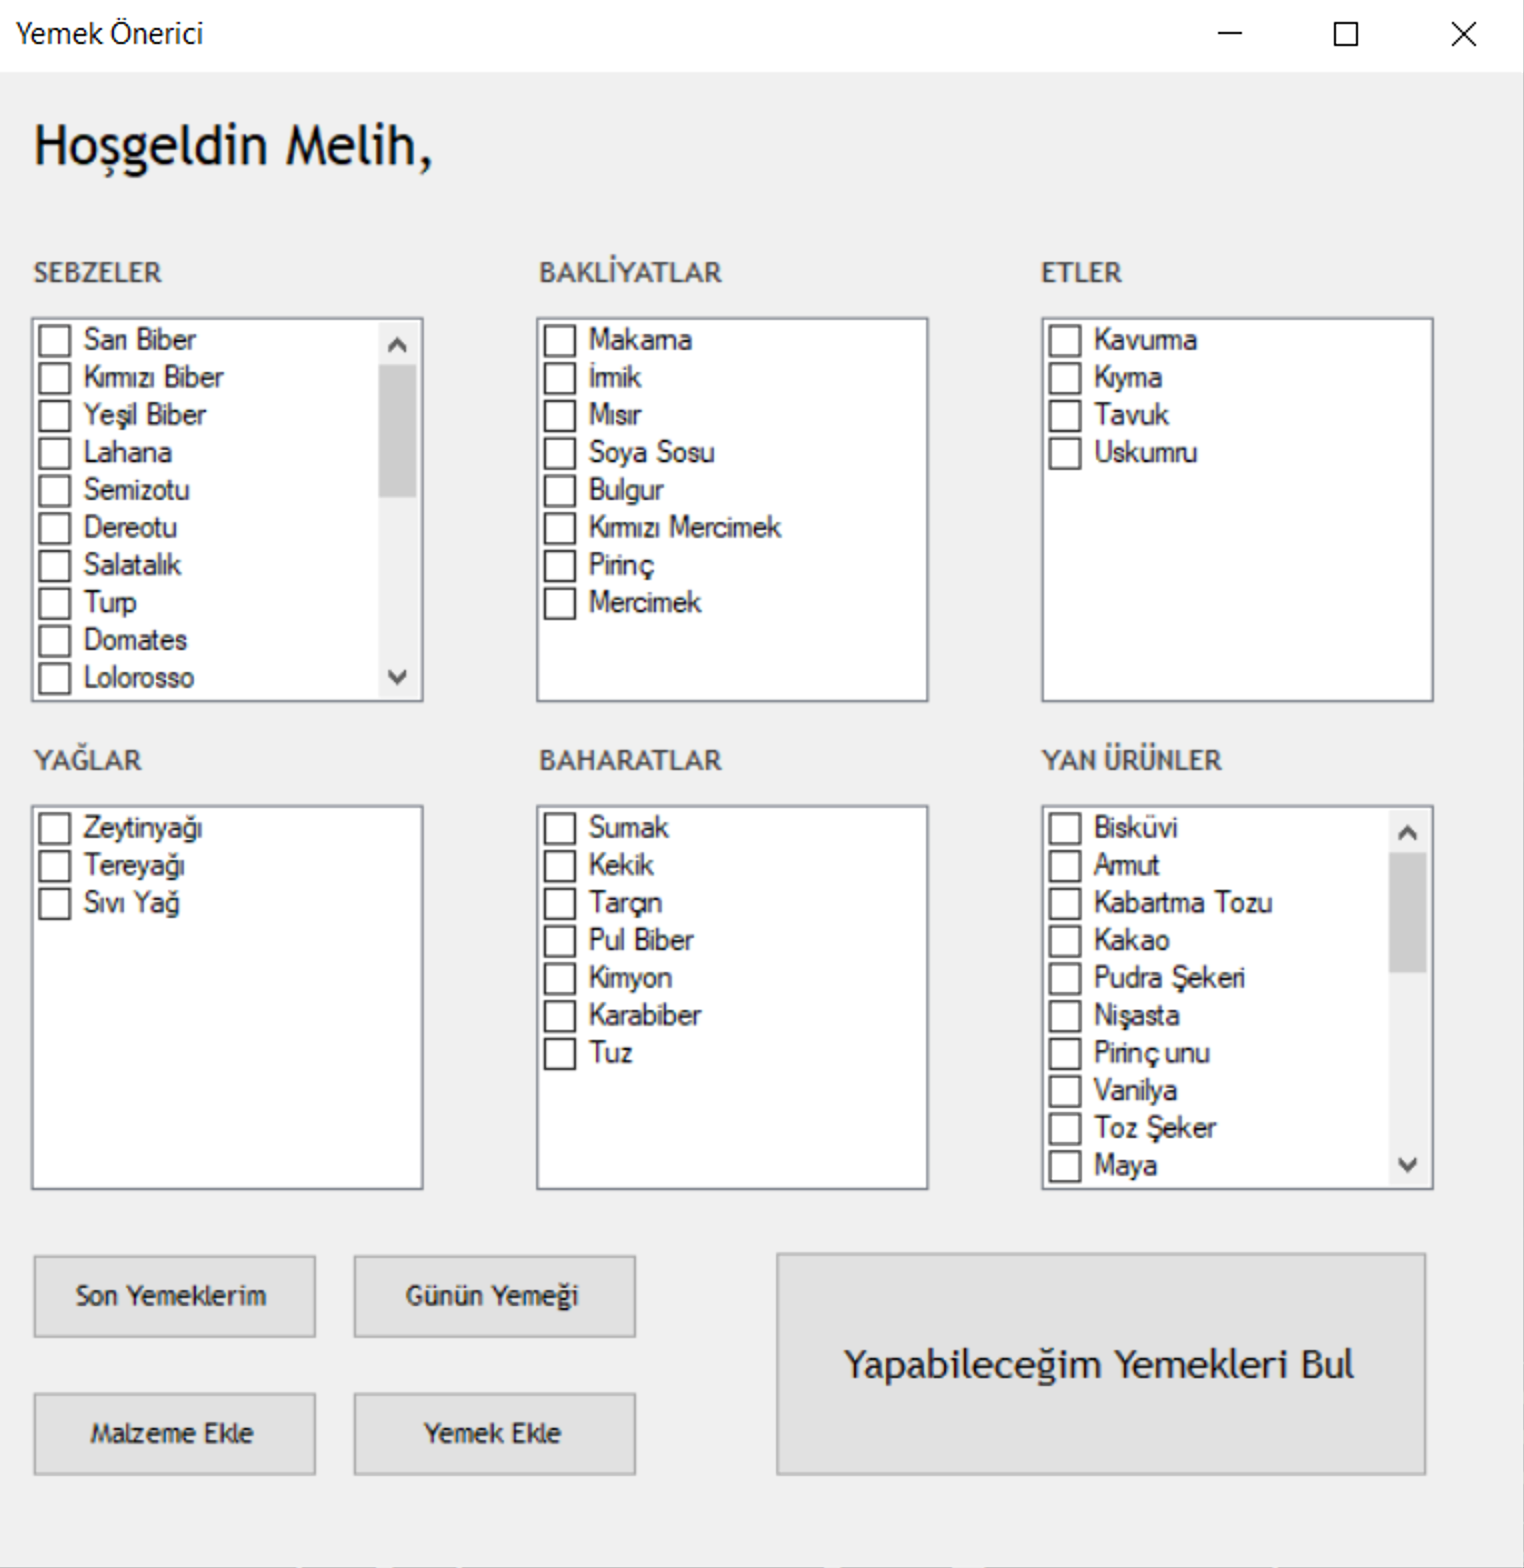 Yemek Önerici
Hoşgeldin Melih,
SEBZELER
Sarı Biber
Kırmızı Biber
Yeşil Biber
Lahana
Semizotu
Dereotu
Salatalık
Turp
Domates
Lolorosso
BAKLİYATLAR
Makarna
İrmik
Mısır
Soya Sosu
Bulgur
Kırmızı Mercimek
Pirinç
Mercimek
ETLER
Kavurma
Kıyma
Tavuk
Uskumru
YAĞLAR
Zeytinyağı
Tereyağı
Sıvı Yağ
BAHARATLAR
Sumak
Kekik
Tarçın
Pul Biber
Kimyon
Karabiber
Tuz
YAN ÜRÜNLER
Bisküvi
Armut
Kabartma Tozu
Kakao
Pudra Şekeri
Nişasta
Pirinç unu
Vanilya
Toz Şeker
Maya
Son Yemeklerim
Günün Yemeği
Malzeme Ekle
Yemek Ekle
Yapabileceğim Yemekleri Bul